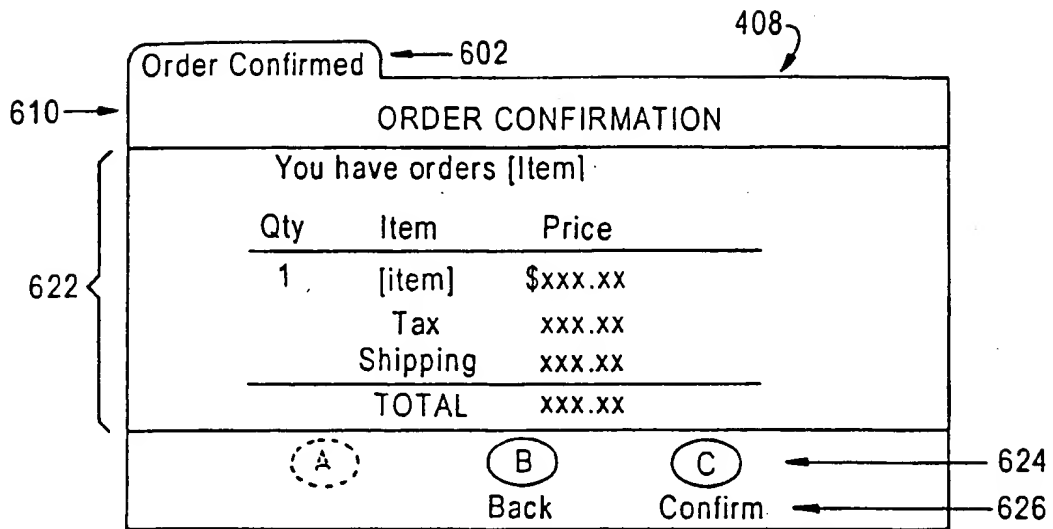 408
Order Confirmed 602
610 ORDER CONFIRMATION
You have orders [Item]
Qty Item Price
622 1 [item] $xxx.xx
Tax xxx.xx
Shipping xxx.xx
TOTAL xxx.xx
A B C 624
Back Confirm 626